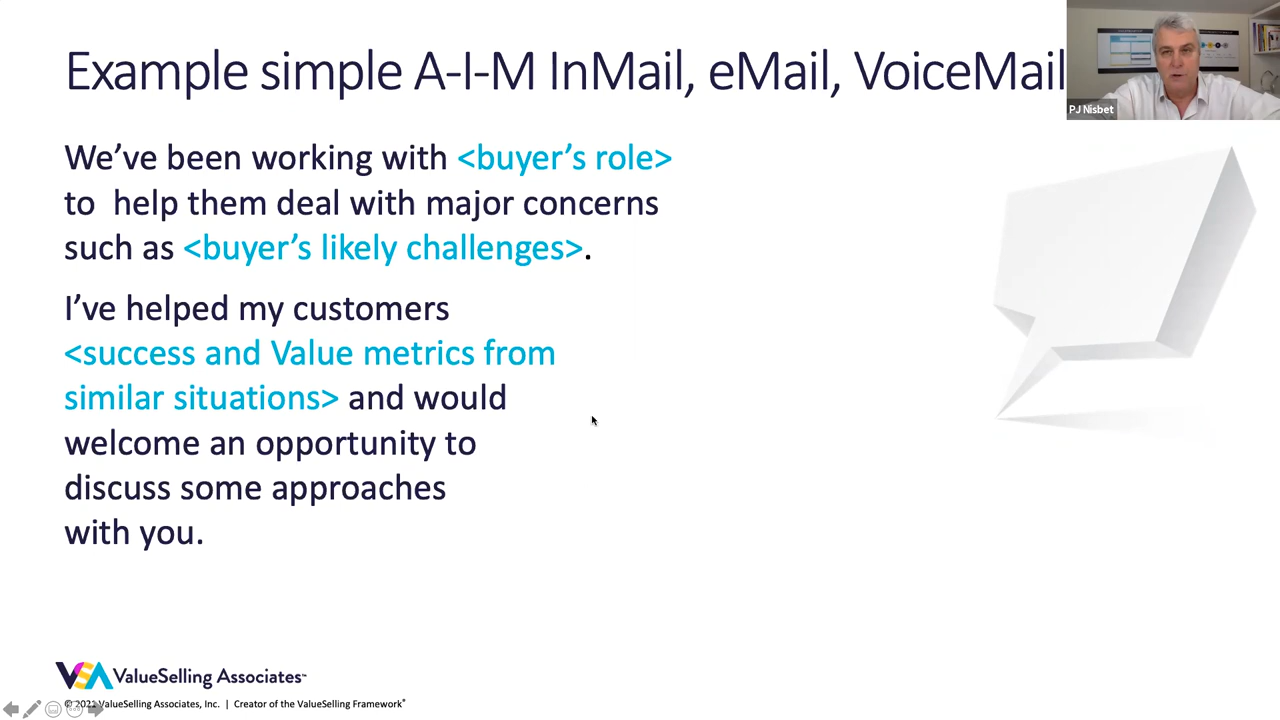 Example simple A-I-M InMail, eMail, VoiceMail
PJ Nisbet
We've been working with <buyer's role>
to help them deal with major concerns
such as <buyer's likely challenges>.
I've helped my customers
<success and Value metrics from
similar situations> and would
welcome an opportunity to
discuss some approaches
with you.
VSA ValueSelling Associates™
© 2021 ValueSelling Associates, Inc. | Creator of the ValueSelling Framework®